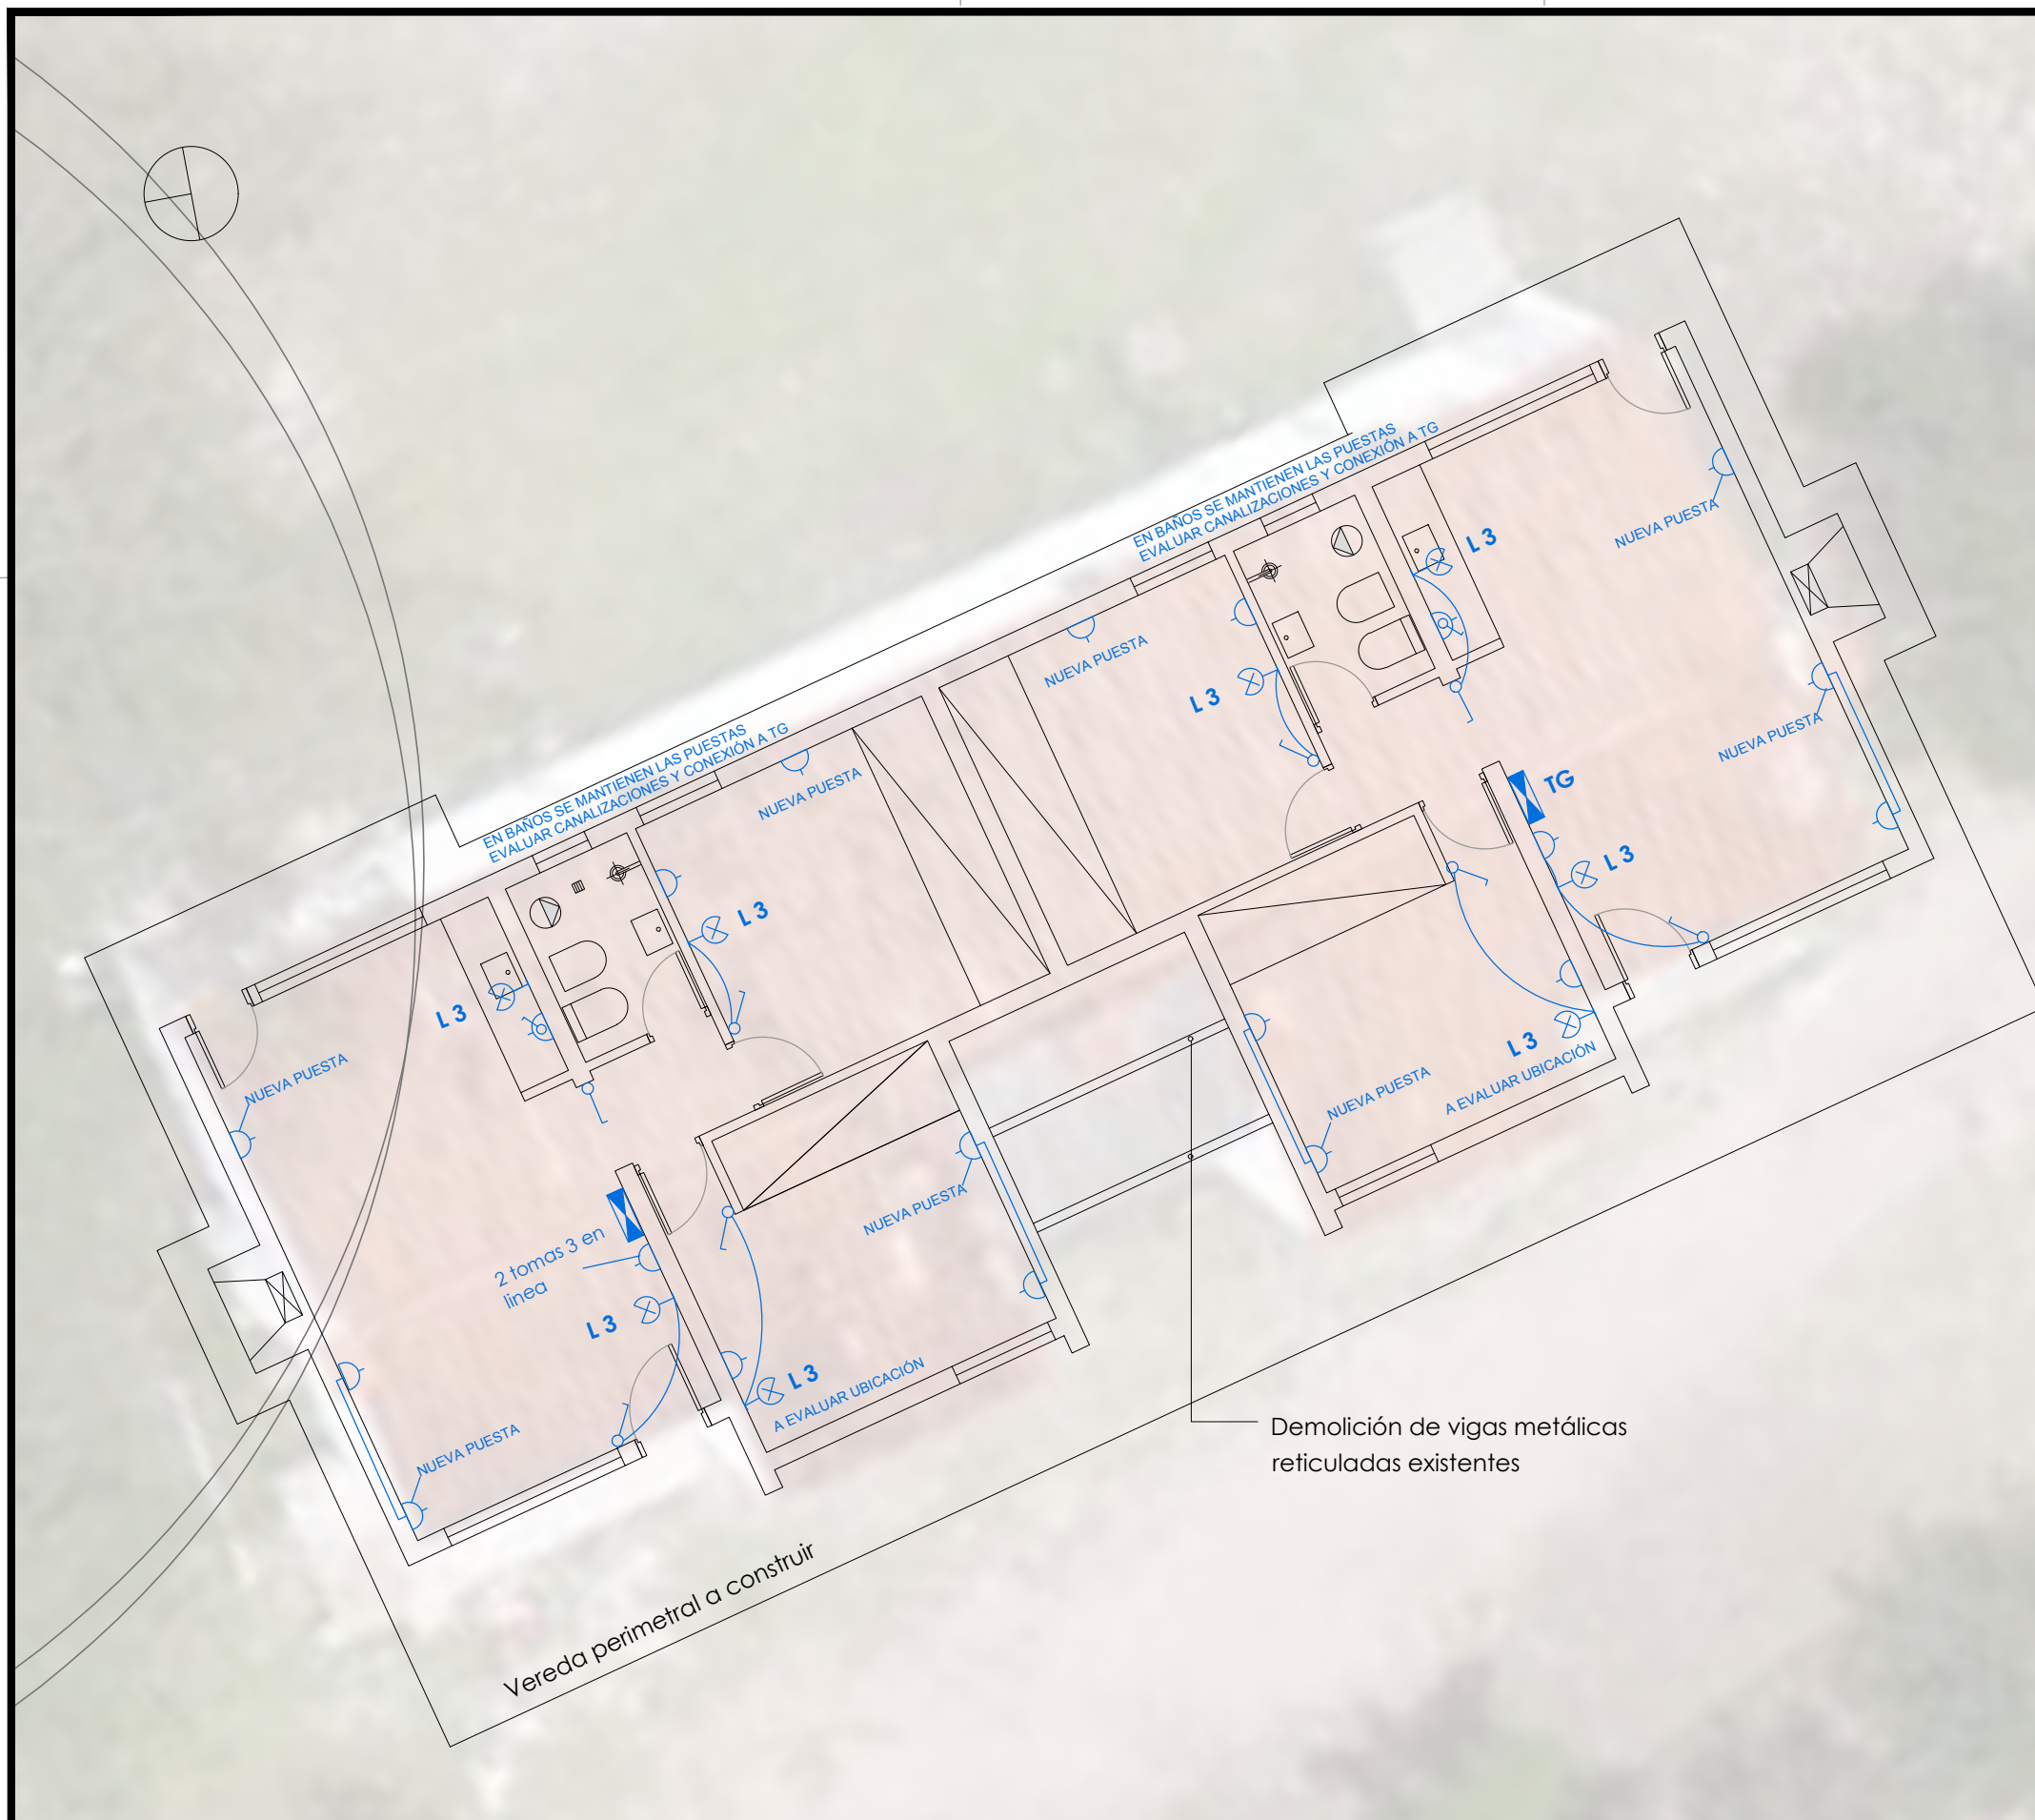 EN BAÑOS SE MANTIENEN LAS PUESTAS
EVALUAR CANALIZACIONES Y CONEXIÓN A TG
L 3
NUEVA PUESTA
NUEVA PUESTA
L 3
NUEVA PUESTA
TG
L 3
EN BAÑOS SE MANTIENEN LAS PUESTAS
EVALUAR CANALIZACIONES Y CONEXIÓN A TG
NUEVA PUESTA
L 3
L 3
NUEVA PUESTA
L 3
A EVALUAR UBICACIÓN
NUEVA PUESTA
NUEVA PUESTA
2 tomas 3 en
linea
L 3
L 3
A EVALUAR UBICACIÓN
NUEVA PUESTA
Demolición de vigas metálicas
reticuladas existentes
Vereda perimetral a construir